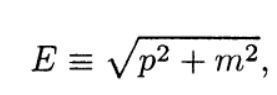 E ≡ √(p² + m²),